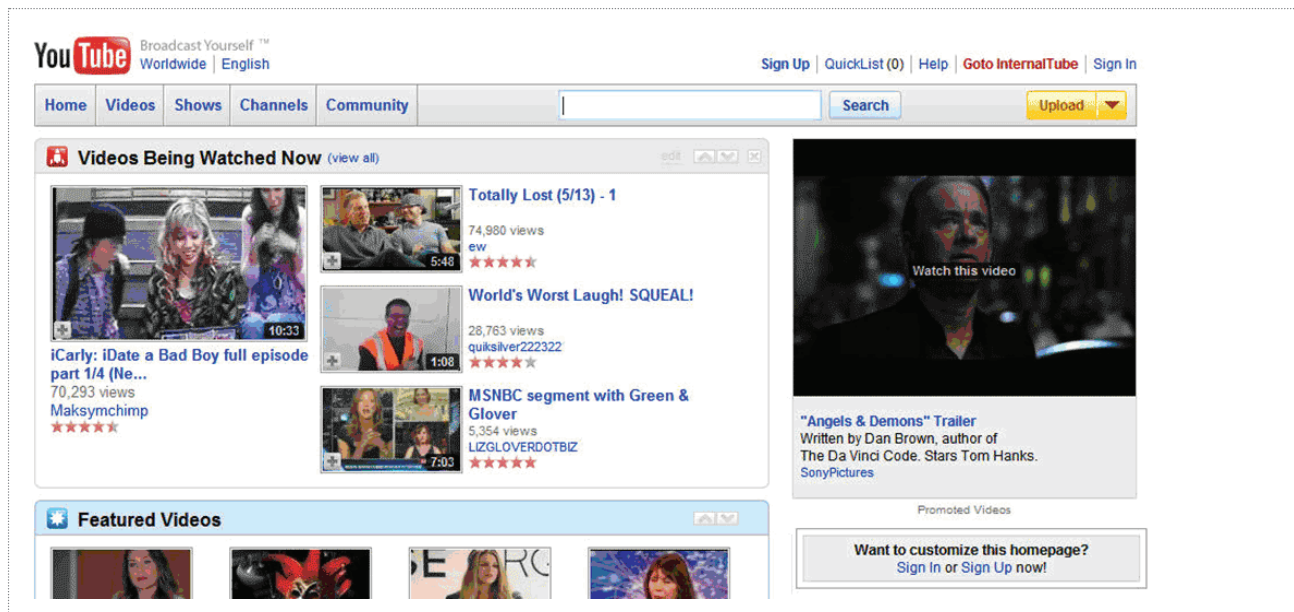 YouTube Broadcast Yourself ™
Worldwide English
Sign Up QuickList (0) Help Goto InternalTube Sign In
Home Videos Shows Channels Community
Search
Upload
Videos Being Watched Now (view all)
edit
10:33
iCarly: iDate a Bad Boy full episode
part 1/4 (Ne...
70,293 views
Maksymchimp
5:48
Totally Lost (5/13) - 1
74,980 views
ew
1:08
World's Worst Laugh! SQUEAL!
28,763 views
quiksilver222322
7:03
MSNBC segment with Green &
Glover
5,354 views
LIZGLOVERDOTBIZ
Watch this video
"Angels & Demons" Trailer
Written by Dan Brown, author of
The Da Vinci Code. Stars Tom Hanks.
SonyPictures
Promoted Videos
Featured Videos
Want to customize this homepage?
Sign In or Sign Up now!